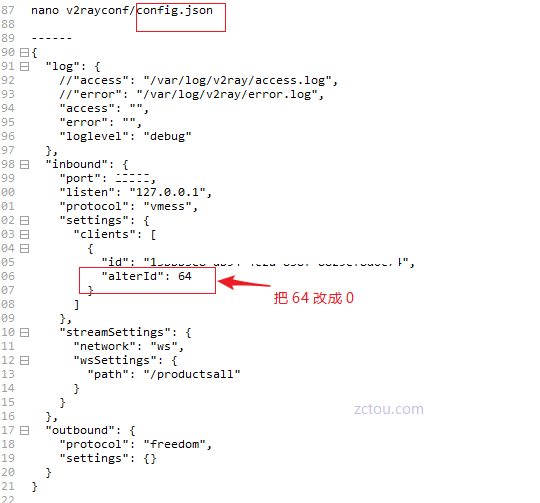 87 nano v2rayconf/config.json
88
89 ------
90 {
91 "log": {
92 //"access": "/var/log/v2ray/access.log",
93 //"error": "/var/log/v2ray/error.log",
94 "access": "",
95 "error": "",
96 "loglevel": "debug"
97 },
98 "inbound": {
99 "port":
00 "listen": "127.0.0.1",
01 "protocol": "vmess",
02 "settings": {
03 "clients": [
04 {
05 "id":
06 "alterId": 64
07 }
08 ]
09 },
10 "streamSettings": {
11 "network": "ws",
12 "wsSettings": {
13 "path": "/productsall"
14 }
15 }
16 },
17 "outbound": {
18 "protocol": "freedom",
19 "settings": {}
20 }
21 }
22
把 64 改成 0
zctou.com